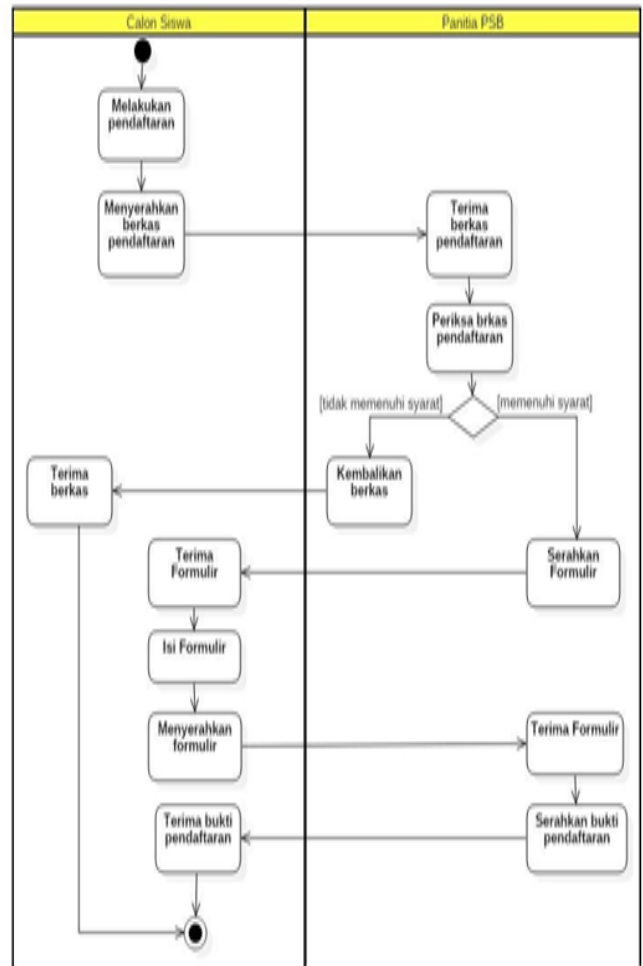 Calon Siswa
Panitia PSB
Melakukan
pendaftaran
Menyerahkan
berkas
pendaftaran
Terima
berkas
pendaftaran
Periksa brkas
pendaftaran
[tidak memenuhi syarat]
[memenuhi syarat]
Kembalikan
berkas
Terima
berkas
Serahkan
Formulir
Terima
Formulir
Isi Formulir
Menyerahkan
formulir
Terima Formulir
Serahkan bukti
pendaftaran
Terima bukti
pendaftaran